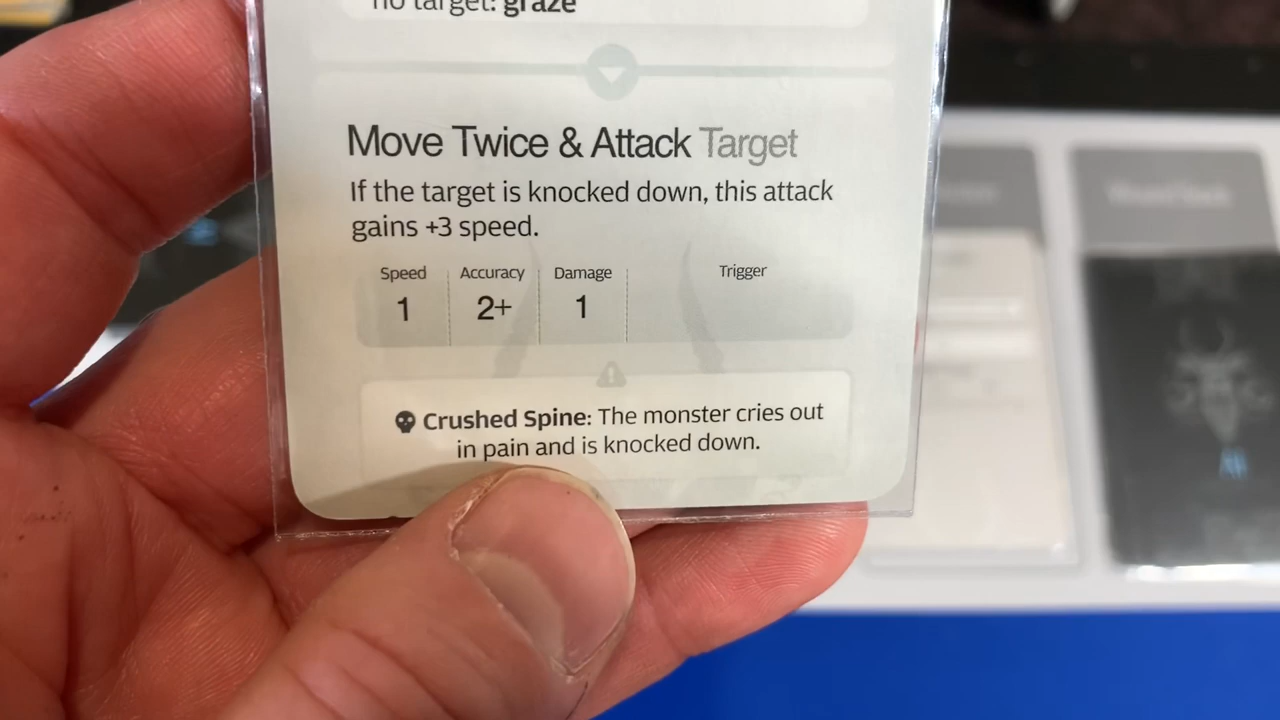 no target: graze
Move Twice & Attack Target
If the target is knocked down, this attack
gains +3 speed.
Speed Accuracy Damage Trigger
1 2+ 1
Crushed Spine: The monster cries out
in pain and is knocked down.